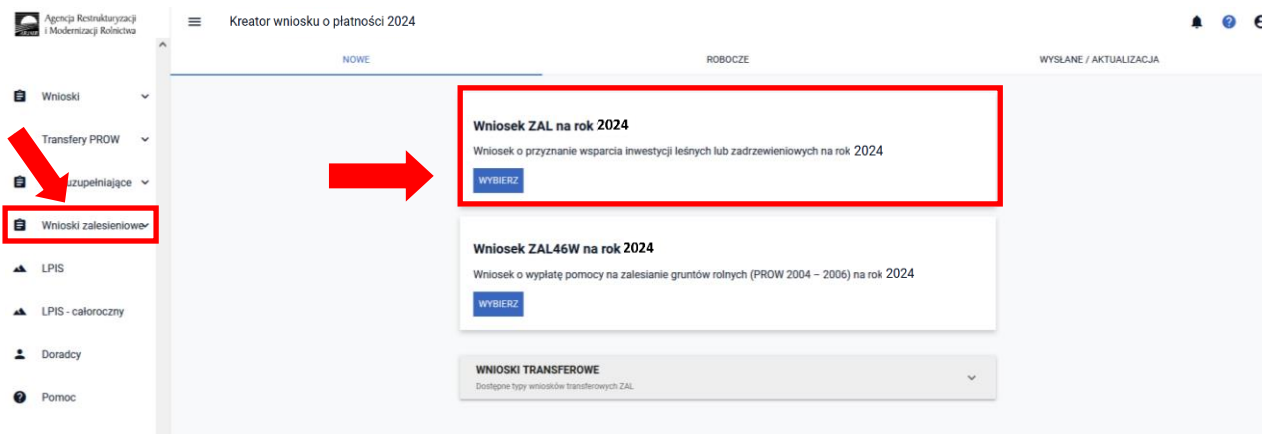 Agencja Restrukturyzacji
i Modernizacji Rolnictwa
Kreator wniosku o płatności 2024
NOWE
ROBOCZE
WYSŁANE / AKTUALIZACJA
Wnioski
Transfery PROW
uzupełniające
Wnioski zalesieniowe
LPIS
LPIS - całoroczny
Doradcy
Pomoc
Wniosek ZAL na rok 2024
Wniosek o przyznanie wsparcia inwestycji leśnych lub zadrzewieniowych na rok 2024
WYBIERZ
Wniosek ZAL46W na rok 2024
Wniosek o wypłatę pomocy na zalesianie gruntów rolnych (PROW 2004 – 2006) na rok 2024
WYBIERZ
WNIOSKI TRANSFEROWE
Dostępne typy wniosków transferowych ZAL